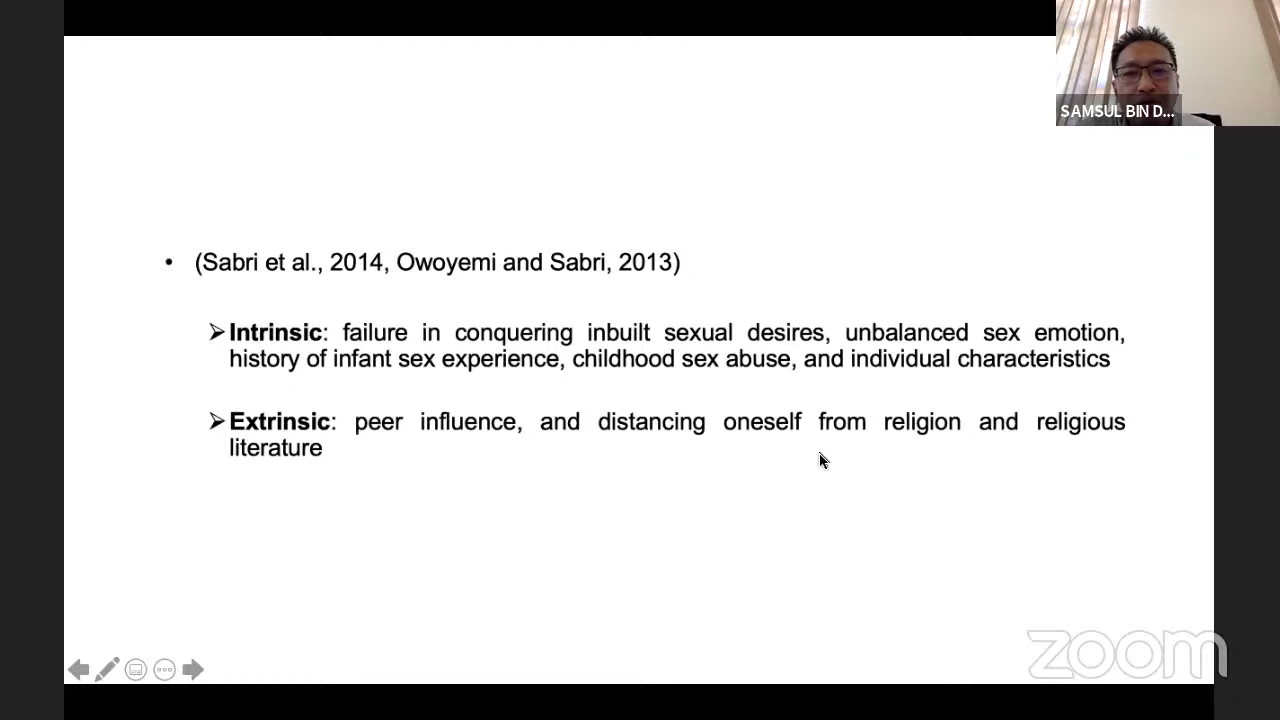 SAMSUL BIN D...
• (Sabri et al., 2014, Owoyemi and Sabri, 2013)
➢Intrinsic: failure in conquering inbuilt sexual desires, unbalanced sex emotion,
history of infant sex experience, childhood sex abuse, and individual characteristics
➢Extrinsic: peer influence, and distancing oneself from religion and religious
literature
zoom